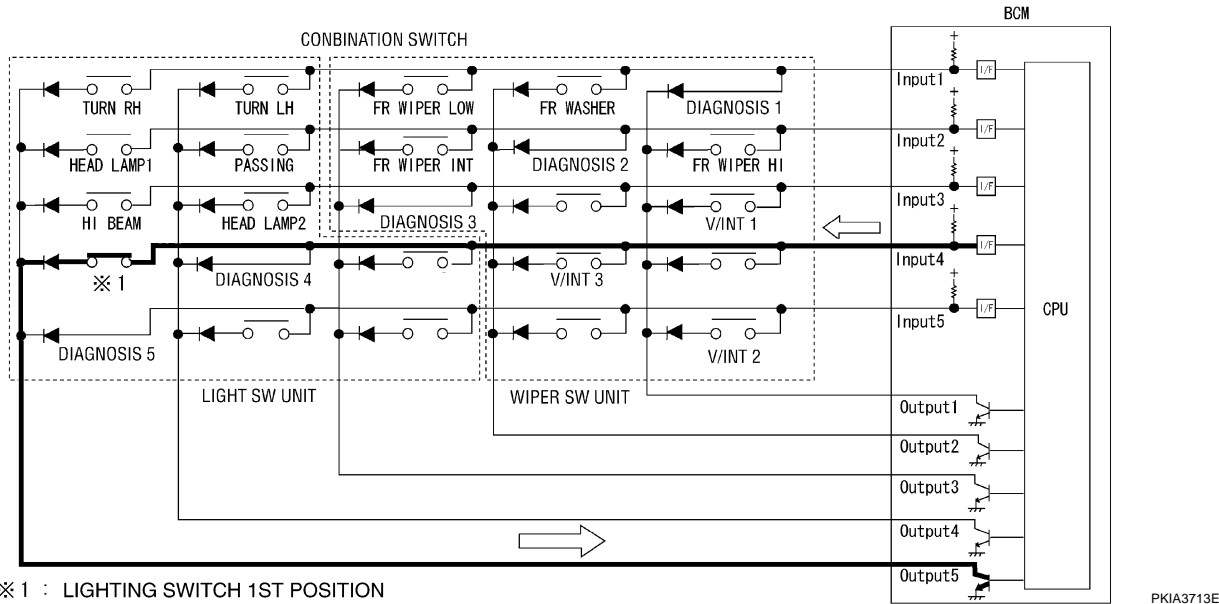 BCM
CONBINATION SWITCH
Input1
I/F
TURN RH
TURN LH
FR WIPER LOW
FR WASHER
DIAGNOSIS 1
Input2
I/F
HEAD LAMP1
PASSING
FR WIPER INT
DIAGNOSIS 2
FR WIPER HI
Input3
I/F
HI BEAM
HEAD LAMP2
DIAGNOSIS 3
V/INT 1
Input4
I/F
※1
DIAGNOSIS 4
V/INT 3
Input5
I/F
CPU
DIAGNOSIS 5
V/INT 2
LIGHT SW UNIT
WIPER SW UNIT
Output1
Output2
Output3
Output4
Output5
※1 : LIGHTING SWITCH 1ST POSITION
PKIA3713E